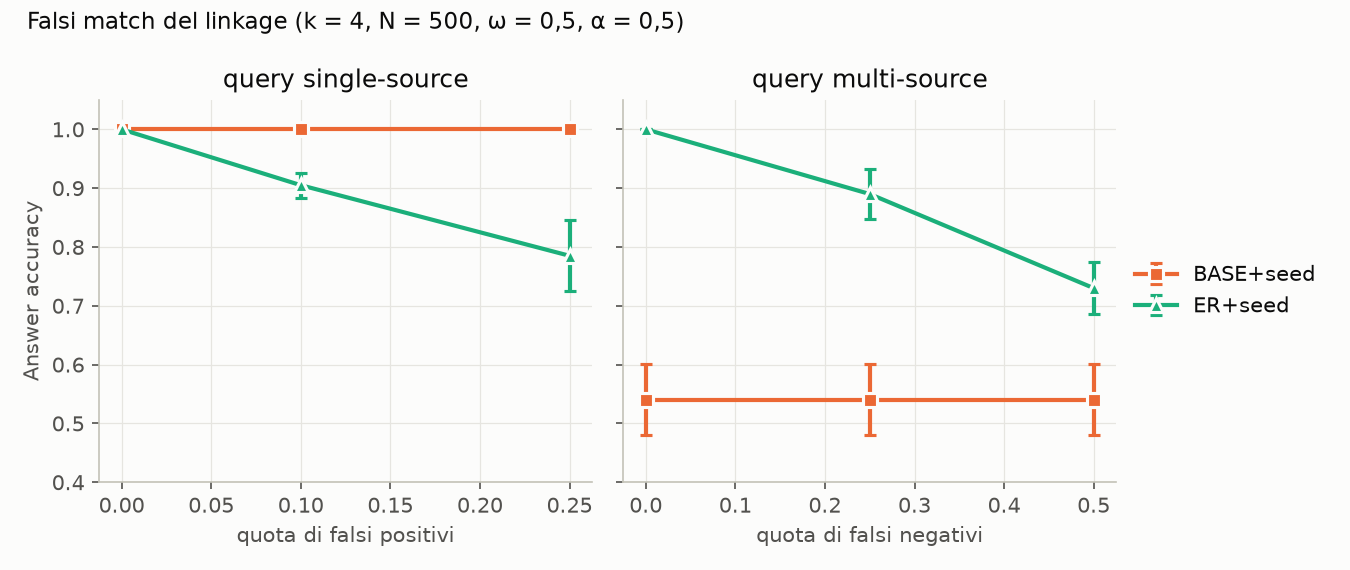 Falsi match del linkage (k = 4, N = 500, ω = 0,5, α = 0,5)
query single-source
query multi-source
Answer accuracy
1.0
0.9
0.8
0.7
0.6
0.5
0.4
0.00 0.05 0.10 0.15 0.20 0.25
quota di falsi positivi
0.0 0.1 0.2 0.3 0.4 0.5
quota di falsi negativi
BASE+seed
ER+seed